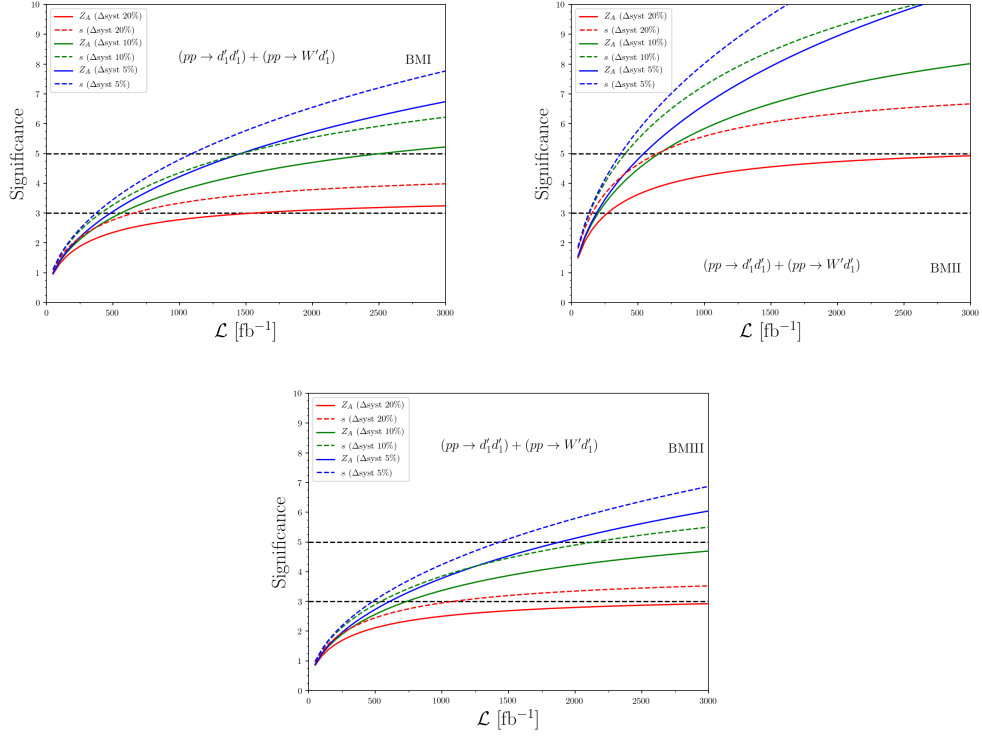 Z_A (Δsyst 20%)
s (Δsyst 20%)
Z_A (Δsyst 10%)
s (Δsyst 10%)
Z_A (Δsyst 5%)
s (Δsyst 5%)
(pp → d′₁d′₁) + (pp → W′d′₁)
BMI
Significance
10
9
8
7
6
5
4
3
2
1
0
0 500 1000 1500 2000 2500 3000
ℒ [fb⁻¹]
Z_A (Δsyst 20%)
s (Δsyst 20%)
Z_A (Δsyst 10%)
s (Δsyst 10%)
Z_A (Δsyst 5%)
s (Δsyst 5%)
(pp → d′₁d′₁) + (pp → W′d′₁)
BMII
Significance
10
9
8
7
6
5
4
3
2
1
0
0 500 1000 1500 2000 2500 3000
ℒ [fb⁻¹]
Z_A (Δsyst 20%)
s (Δsyst 20%)
Z_A (Δsyst 10%)
s (Δsyst 10%)
Z_A (Δsyst 5%)
s (Δsyst 5%)
(pp → d′₁d′₁) + (pp → W′d′₁)
BMIII
Significance
10
9
8
7
6
5
4
3
2
1
0
0 500 1000 1500 2000 2500 3000
ℒ [fb⁻¹]